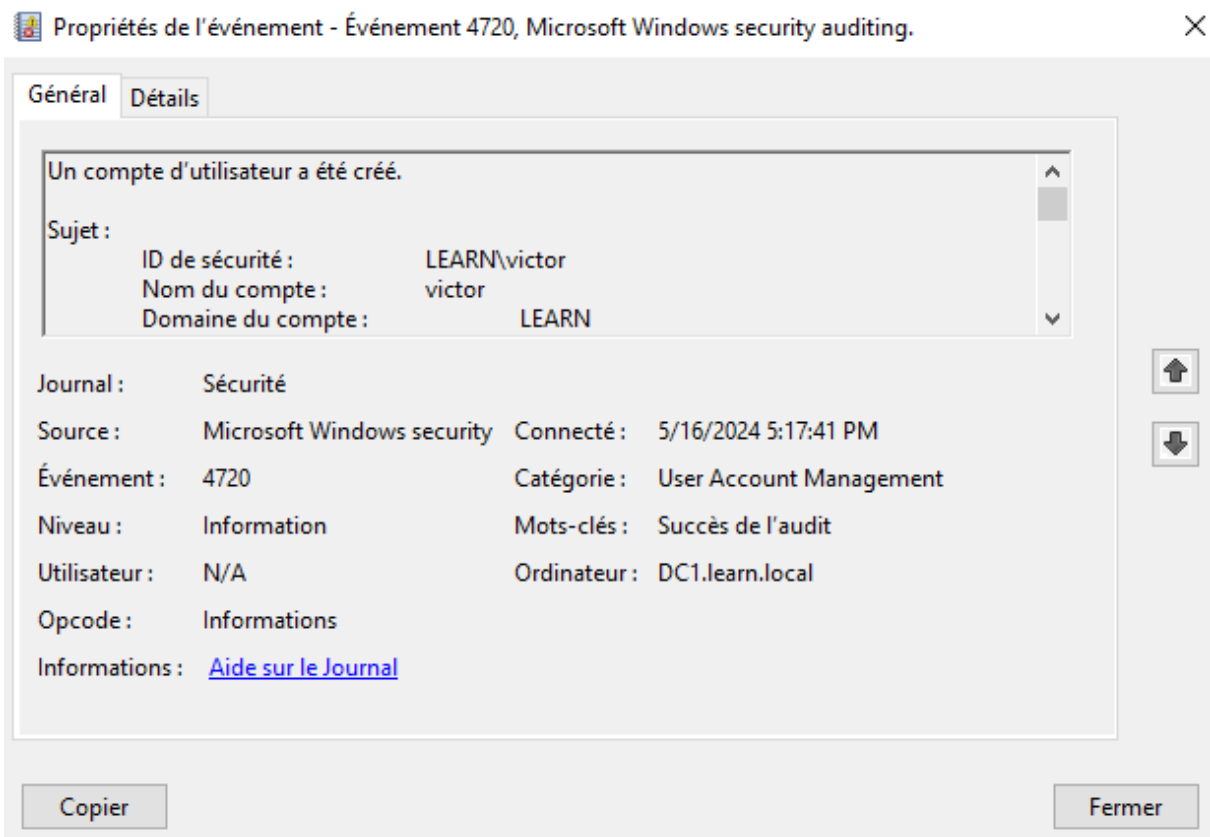 Propriétés de l'événement - Événement 4720, Microsoft Windows security auditing.
Général Détails
Un compte d'utilisateur a été créé.
Sujet :
ID de sécurité : LEARN\victor
Nom du compte : victor
Domaine du compte : LEARN
Journal : Sécurité
Source : Microsoft Windows security Connecté : 5/16/2024 5:17:41 PM
Événement : 4720 Catégorie : User Account Management
Niveau : Information Mots-clés : Succès de l'audit
Utilisateur : N/A Ordinateur : DC1.learn.local
Opcode : Informations
Informations : Aide sur le Journal
Copier Fermer